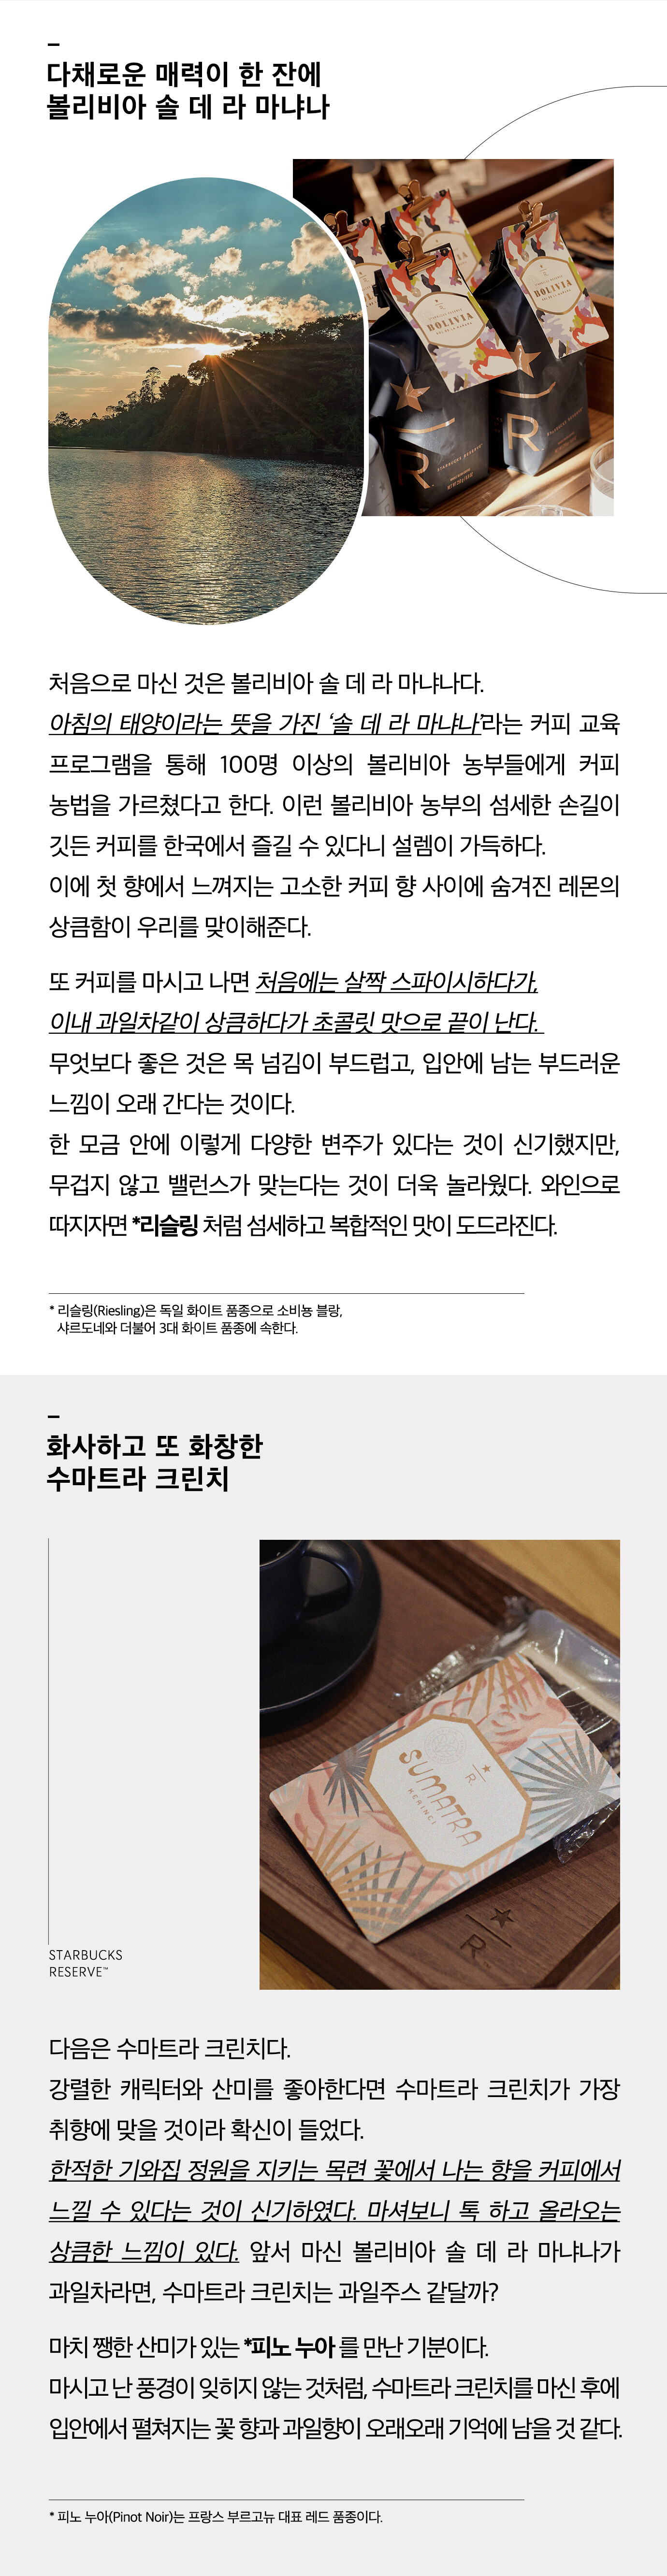 다채로운 매력이 한 잔에
볼리비아 솔 데 라 마냐나
BOLIVIA
BOLIVIA
R
STARBUCKS RESERVE
R
처음으로 마신 것은 볼리비아 솔 데 라 마냐나다.
아침의 태양이라는 뜻을 가진 ‘솔 데 라 마냐나’라는 커피 교육
프로그램을 통해 100명 이상의 볼리비아 농부들에게 커피
농법을 가르쳤다고 한다. 이런 볼리비아 농부의 섬세한 손길이
깃든 커피를 한국에서 즐길 수 있다니 설렘이 가득하다.
이에 첫 향에서 느껴지는 고소한 커피 향 사이에 숨겨진 레몬의
상큼함이 우리를 맞이해준다.
또 커피를 마시고 나면 처음에는 살짝 스파이시하다가,
이내 과일차같이 상큼하다가 초콜릿 맛으로 끝이 난다.
무엇보다 좋은 것은 목 넘김이 부드럽고, 입안에 남는 부드러운
느낌이 오래 간다는 것이다.
한 모금 안에 이렇게 다양한 변주가 있다는 것이 신기했지만,
무겁지 않고 밸런스가 맞는다는 것이 더욱 놀라웠다. 와인으로
따지자면 *리슬링 처럼 섬세하고 복합적인 맛이 도드라진다.
* 리슬링(Riesling)은 독일 화이트 품종으로 소비뇽 블랑,
샤르도네와 더불어 3대 화이트 품종에 속한다.
화사하고 또 화창한
수마트라 크린치
R
SUMATRA
KERINCI
R
STARBUCKS
RESERVE™
다음은 수마트라 크린치다.
강렬한 캐릭터와 산미를 좋아한다면 수마트라 크린치가 가장
취향에 맞을 것이라 확신이 들었다.
한적한 기와집 정원을 지키는 목련 꽃에서 나는 향을 커피에서
느낄 수 있다는 것이 신기하였다. 마셔보니 톡 하고 올라오는
상큼한 느낌이 있다. 앞서 마신 볼리비아 솔 데 라 마냐나가
과일차라면, 수마트라 크린치는 과일주스 같달까?
마치 쨍한 산미가 있는 *피노 누아 를 만난 기분이다.
마시고 난 풍경이 잊히지 않는 것처럼, 수마트라 크린치를 마신 후에
입안에서 펼쳐지는 꽃 향과 과일향이 오래오래 기억에 남을 것 같다.
* 피노 누아(Pinot Noir)는 프랑스 부르고뉴 대표 레드 품종이다.